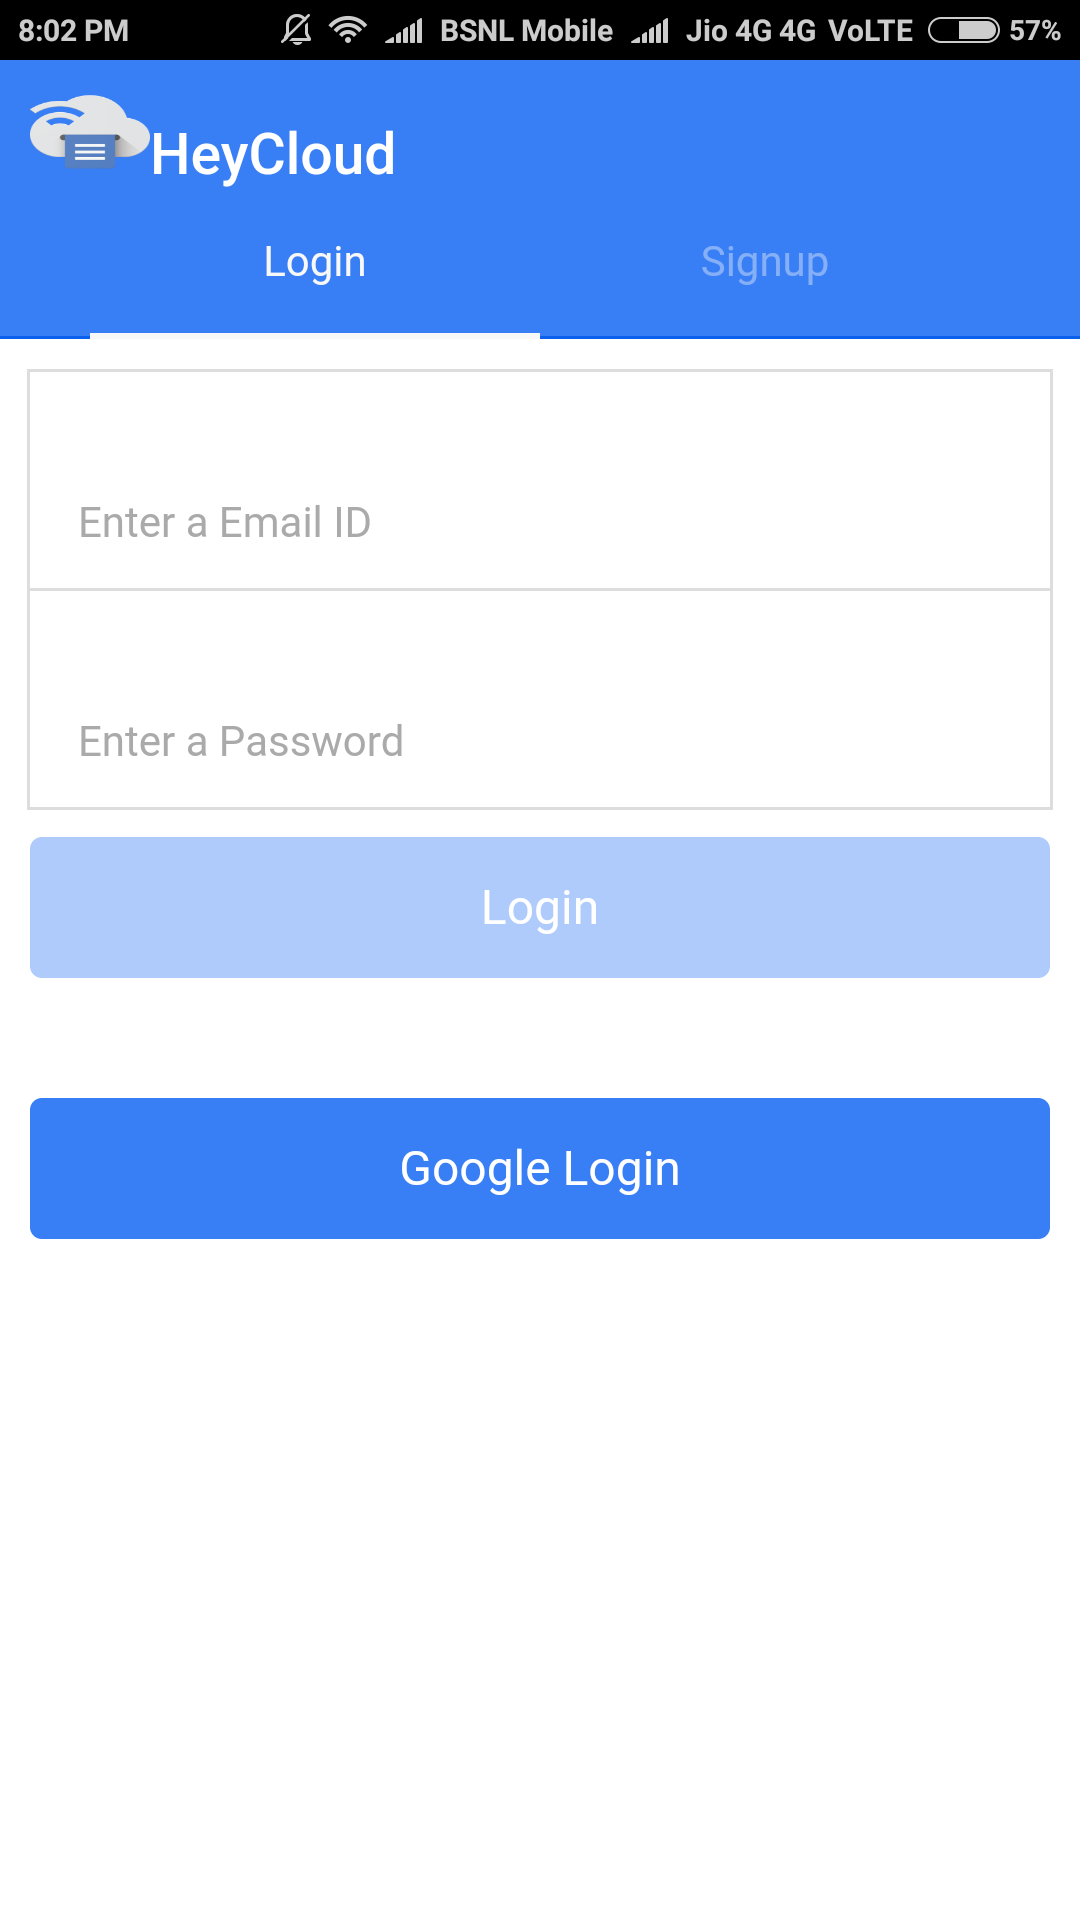 8:02 PM BSNL Mobile Jio 4G 4G VoLTE 57%
HeyCloud
Login Signup
Enter a Email ID
Enter a Password
Login
Google Login